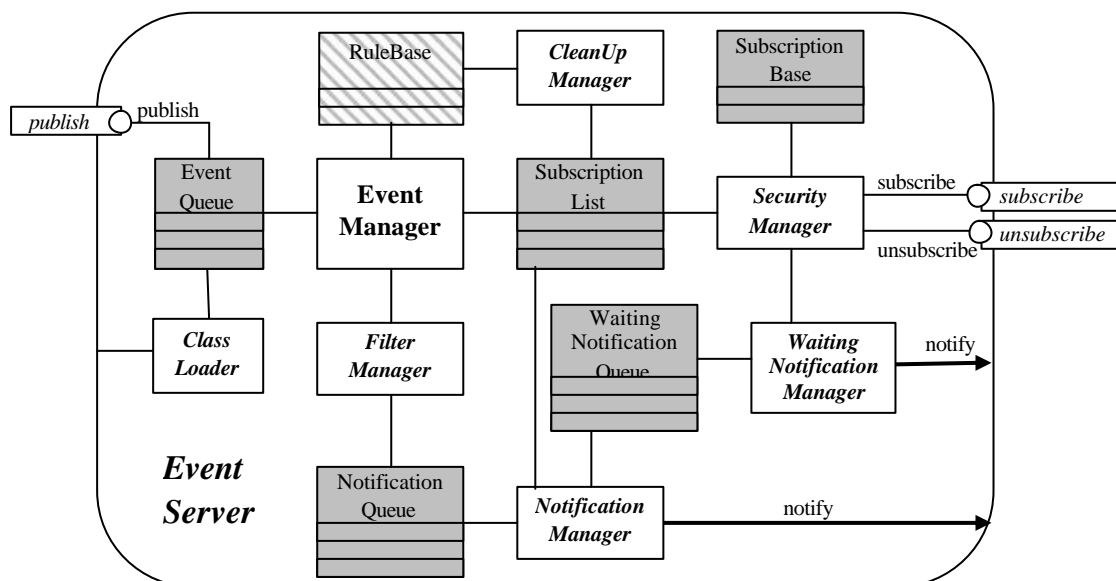 RuleBase
CleanUp
Manager
Subscription
Base
publish
publish
Event
Queue
Event
Manager
Subscription
List
Security
Manager
subscribe
subscribe
unsubscribe
unsubscribe
Class
Loader
Filter
Manager
Waiting
Notification
Queue
Waiting
Notification
Manager
notify
Event
Server
Notification
Queue
Notification
Manager
notify